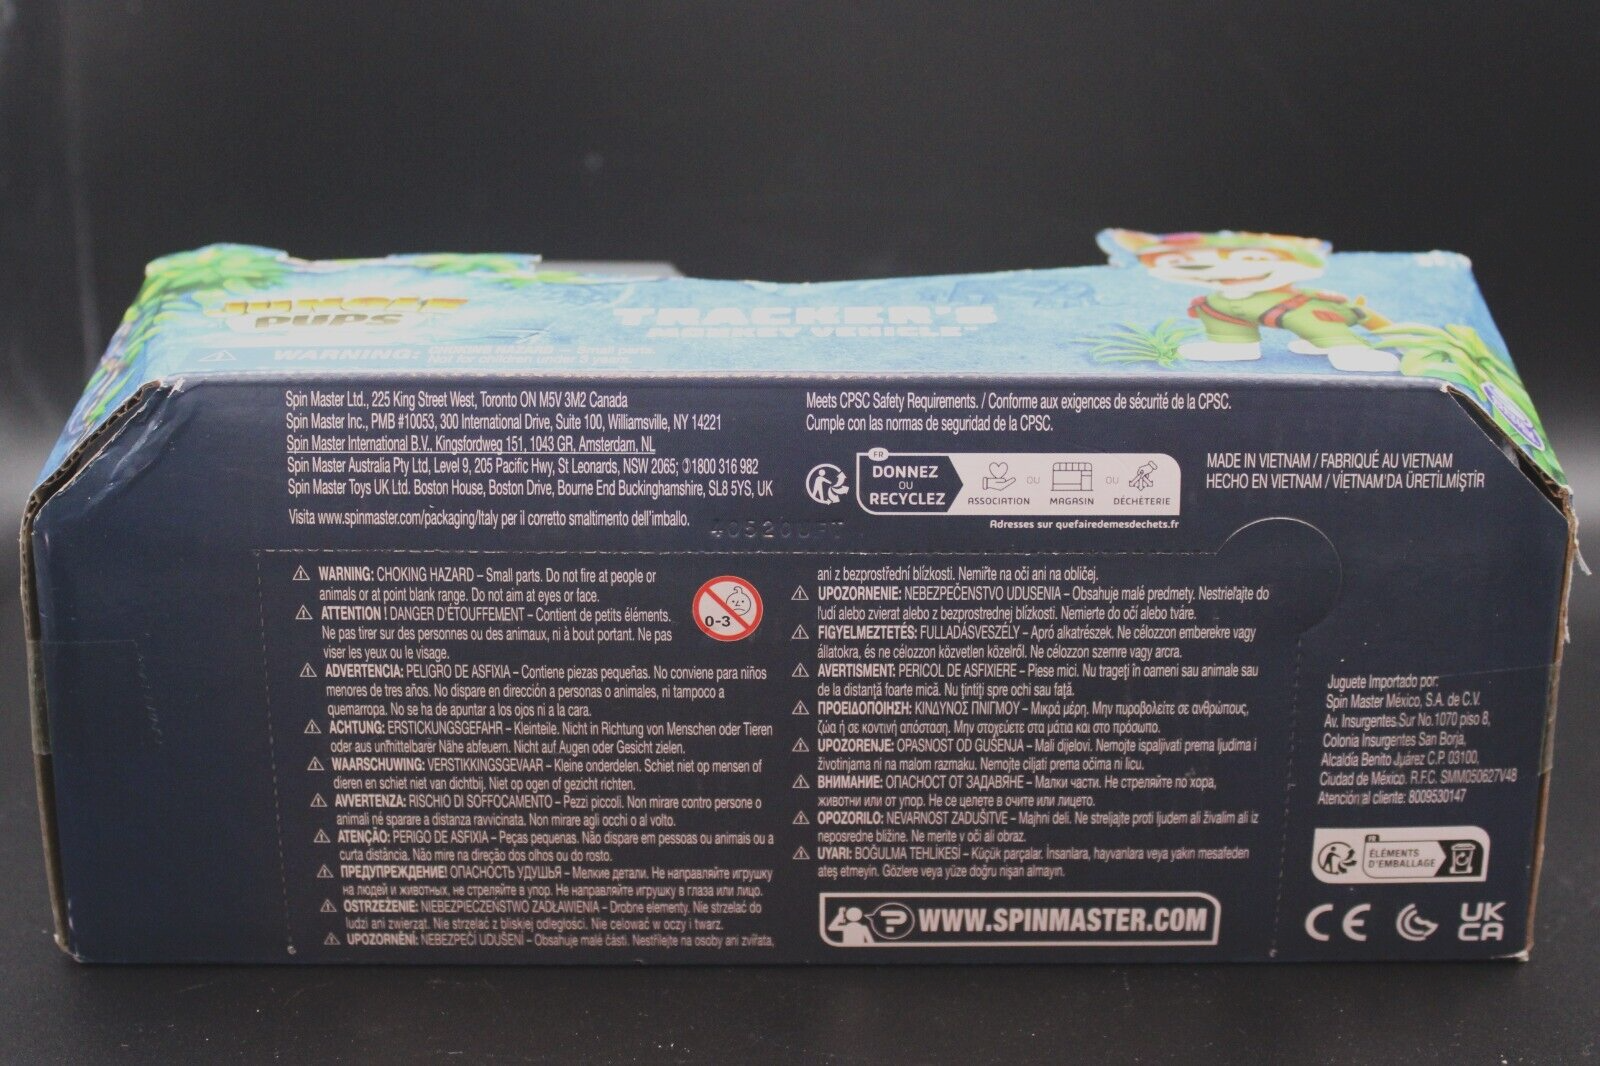 JUNGLE
PUPS
TRACKER'S
MONKEY VEHICLE™
WARNING: CHOKING HAZARD — Small parts.
Not for children under 3 years.
Spin Master Ltd., 225 King Street West, Toronto ON M5V 3M2 Canada
Spin Master Inc., PMB #10053, 300 International Drive, Suite 100, Williamsville, NY 14221
Spin Master International B.V., Kingsfordweg 151, 1043 GR, Amsterdam, NL
Spin Master Australia Pty Ltd, Level 9, 205 Pacific Hwy, St Leonards, NSW 2065; 1800 316 982
Spin Master Toys UK Ltd. Boston House, Boston Drive, Bourne End Buckinghamshire, SL8 5YS, UK
Visita www.spinmaster.com/packaging/Italy per il corretto smaltimento dell'imballo.
Meets CPSC Safety Requirements. / Conforme aux exigences de sécurité de la CPSC.
Cumple con las normas de seguridad de la CPSC.
FR
DONNEZ
OU
RECYCLEZ
ASSOCIATION OU MAGASIN OU DÉCHÈTERIE
Adresses sur quefairedemesdechets.fr
MADE IN VIETNAM / FABRIQUÉ AU VIETNAM
HECHO EN VIETNAM / VİETNAM'DA ÜRETİLMİŞTİR
⚠ WARNING: CHOKING HAZARD – Small parts. Do not fire at people or
animals or at point blank range. Do not aim at eyes or face.
⚠ ATTENTION ! DANGER D'ÉTOUFFEMENT – Contient de petits éléments.
Ne pas tirer sur des personnes ou des animaux, ni à bout portant. Ne pas
viser les yeux ou le visage.
0-3
⚠ ADVERTENCIA: PELIGRO DE ASFIXIA – Contiene piezas pequeñas. No conviene para niños
menores de tres años. No dispare en dirección a personas o animales, ni tampoco a
quemarropa. No se ha de apuntar a los ojos ni a la cara.
⚠ ACHTUNG: ERSTICKUNGSGEFAHR – Kleinteile. Nicht in Richtung von Menschen oder Tieren
oder aus unmittelbarer Nähe abfeuern. Nicht auf Augen oder Gesicht zielen.
⚠ WAARSCHUWING: VERSTIKKINGSGEVAAR – Kleine onderdelen. Schiet niet op mensen of
dieren en schiet niet van dichtbij. Niet op ogen of gezicht richten.
⚠ AVVERTENZA: RISCHIO DI SOFFOCAMENTO – Pezzi piccoli. Non mirare contro persone o
animali né sparare a distanza ravvicinata. Non mirare agli occhi o al volto.
⚠ ATENÇÃO: PERIGO DE ASFIXIA – Peças pequenas. Não dispare em pessoas ou animais ou a
curta distância. Não mire na direção dos olhos ou do rosto.
⚠ ПРЕДУПРЕЖДЕНИЕ! ОПАСНОСТЬ УДУШЬЯ – Мелкие детали. Не направляйте игрушку
на людей и животных, не стреляйте в упор. Не направляйте игрушку в глаза или лицо.
⚠ OSTRZEŻENIE: NIEBEZPIECZEŃSTWO ZADŁAWIENIA – Drobne elementy. Nie strzelać do
ludzi ani zwierząt. Nie strzelać z bliskiej odległości. Nie celować w oczy i twarz.
⚠ UPOZORNĚNÍ: NEBEZPEČÍ UDUŠENÍ – Obsahuje malé části. Nestřílejte na osoby ani zvířata,
ani z bezprostřední blízkosti. Nemiřte na oči ani na obličej.
⚠ UPOZORNENIE: NEBEZPEČENSTVO UDUSENIA – Obsahuje malé predmety. Nestrieľajte do
ľudí alebo zvierat alebo z bezprostrednej blízkosti. Nemierte do očí alebo tváre.
⚠ FIGYELMEZTETÉS: FULLADÁSVESZÉLY – Apró alkatrészek. Ne célozzon emberekre vagy
állatokra, és ne célozzon közvetlen közelről. Ne célozzon szemre vagy arcra.
⚠ AVERTISMENT: PERICOL DE ASFIXIERE – Piese mici. Nu trageți în oameni sau animale sau
de la distanță foarte mică. Nu țintiți spre ochi sau față.
⚠ ΠΡΟΕΙΔΟΠΟΙΗΣΗ: ΚΙΝΔΥΝΟΣ ΠΝΙΓΜΟΥ – Μικρά μέρη. Μην πυροβολείτε σε ανθρώπους,
ζώα ή σε κοντινή απόσταση. Μην στοχεύετε στα μάτια και στο πρόσωπο.
⚠ UPOZORENJE: OPASNOST OD GUŠENJA – Mali dijelovi. Nemojte ispaljivati prema ljudima i
životinjama ni na malom razmaku. Nemojte ciljati prema očima ni licu.
⚠ ВНИМАНИЕ: ОПАСНОСТ ОТ ЗАДАВЯНЕ – Малки части. Не стреляйте по хора,
животни или от упор. Не се целете в очите или лицето.
⚠ OPOZORILO: NEVARNOST ZADUŠITVE – Majhni deli. Ne streljajte proti ljudem ali živalim ali iz
neposredne bližine. Ne merite v oči ali obraz.
⚠ UYARI: BOĞULMA TEHLİKESİ – Küçük parçalar. İnsanlara, hayvanlara veya yakın mesafeden
ateş etmeyin. Gözlere veya yüze doğru nişan almayın.
WWW.SPINMASTER.COM
Juguete Importado por:
Spin Master México, S.A. de C.V.
Av. Insurgentes Sur No.1070 piso 8,
Colonia Insurgentes San Borja,
Alcaldía Benito Juárez C.P. 03100,
Ciudad de México. R.F.C. SMM050627V48
Atención al cliente: 8009530147
FR
ÉLÉMENTS
D'EMBALLAGE
CE
UK
CA